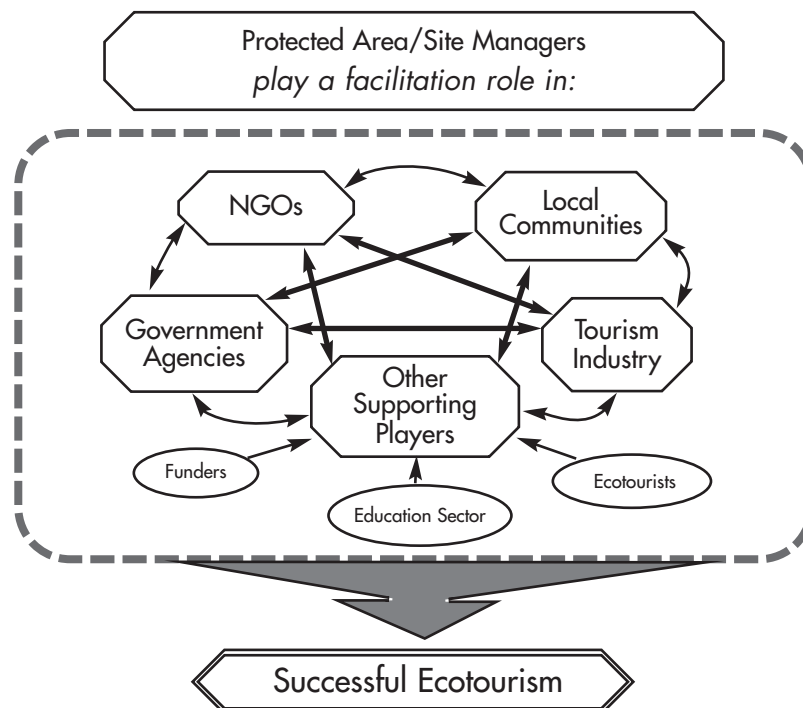 Protected Area/Site Managers
play a facilitation role in:
NGOs
Local
Communities
Government
Agencies
Tourism
Industry
Other
Supporting
Players
Funders
Education Sector
Ecotourists
Successful Ecotourism